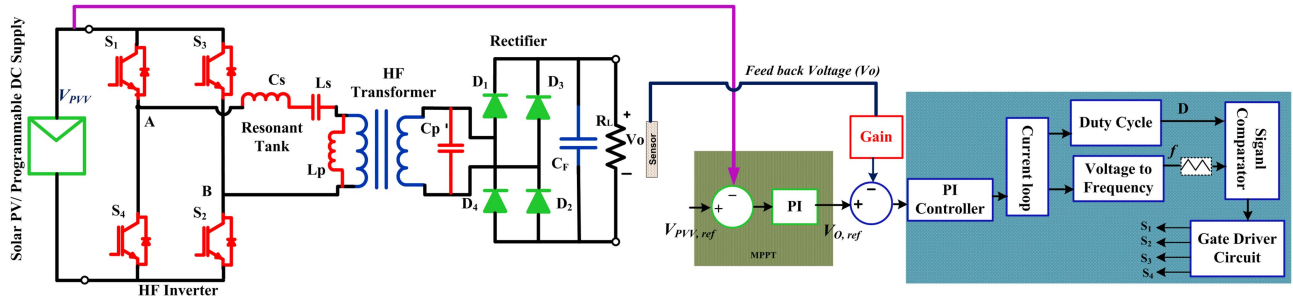 Solar PV/ Programmable DC Supply
V_PVV
S1
S3
S4
S2
A
B
HF Inverter
Cs
Ls
Resonant
Tank
Lp
HF
Transformer
Cp'
Rectifier
D1
D3
D4
D2
CF
RL
+
Vo
−
Sensor
Feed back Voltage (Vo)
Gain
−
+
V_PVV, ref
PI
MPPT
V_O, ref
−
+
PI
Controller
Current loop
Duty Cycle
D
Voltage to
Frequency
f
Siganl
Comparator
Gate Driver
Circuit
S1
S2
S3
S4